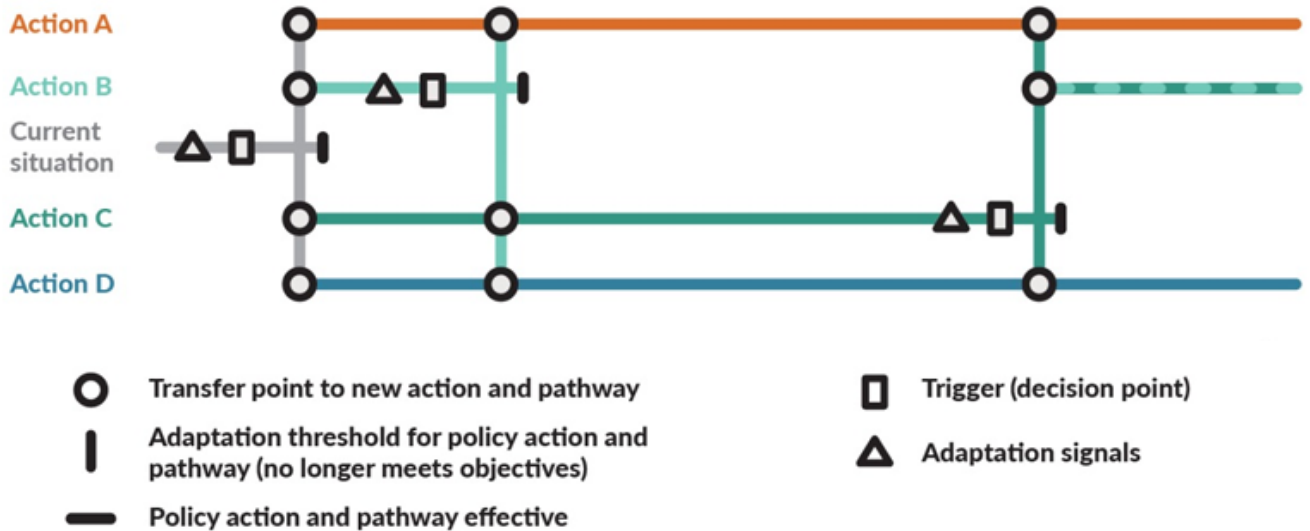 Action A
Action B
Current
situation
Action C
Action D
Transfer point to new action and pathway
Adaptation threshold for policy action and
pathway (no longer meets objectives)
Policy action and pathway effective
Trigger (decision point)
Adaptation signals